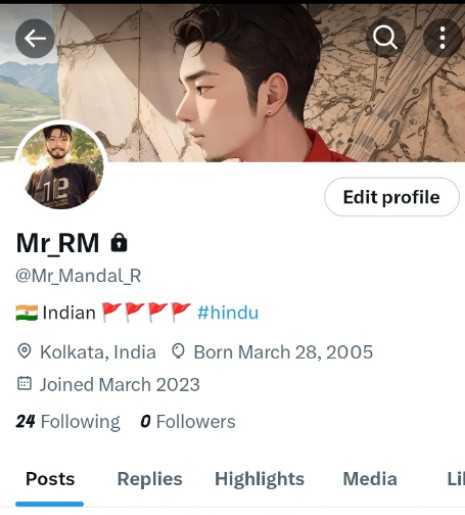 12
Edit profile
Mr_RM
@Mr_Mandal_R
🇮🇳 Indian 🚩🚩🚩🚩 #hindu
Kolkata, India Born March 28, 2005
Joined March 2023
24 Following 0 Followers
Posts Replies Highlights Media Li